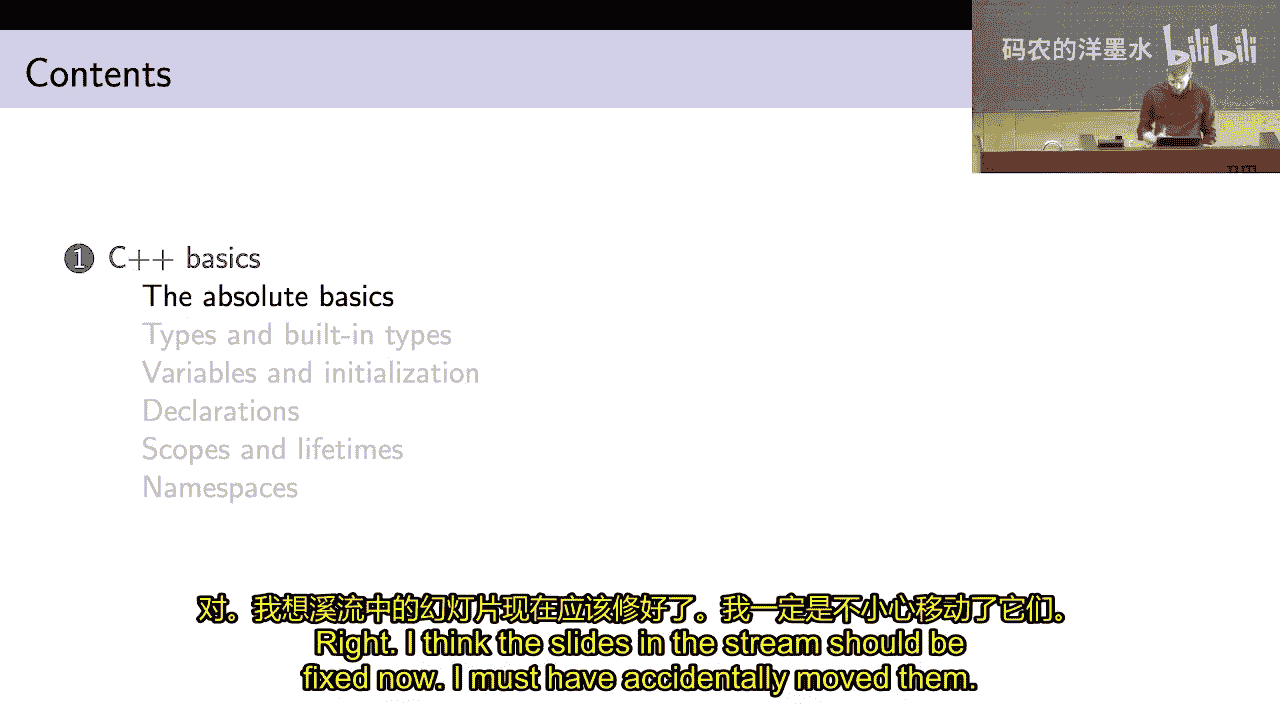 Contents
码农的洋墨水 bilibili
1 C++ basics
The absolute basics
Types and built-in types
Variables and initialization
Declarations
Scopes and lifetimes
Namespaces
对。我想溪流中的幻灯片现在应该修好了。我一定是不小心移动了它们。
Right. I think the slides in the stream should be
fixed now. I must have accidentally moved them.